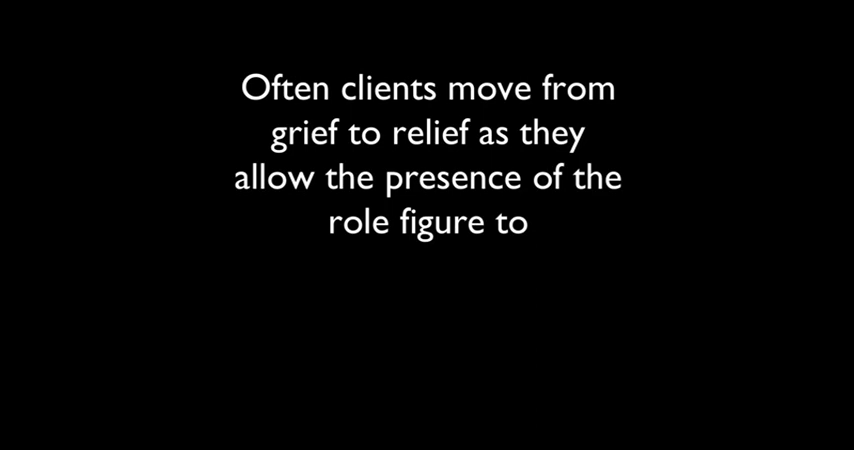 Often clients move from
grief to relief as they
allow the presence of the
role figure to